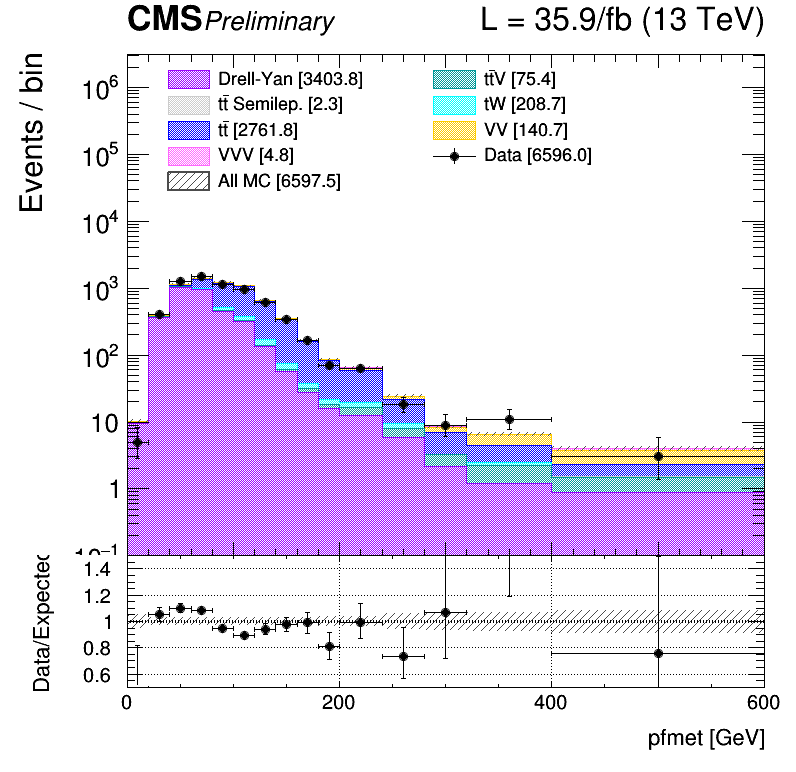 CMS Preliminary L = 35.9/fb (13 TeV)
Events / bin
Drell-Yan [3403.8]
tt̄ Semilep. [2.3]
tt̄ [2761.8]
VVV [4.8]
All MC [6597.5]
tt̄V [75.4]
tW [208.7]
VV [140.7]
Data [6596.0]
10⁶
10⁵
10⁴
10³
10²
10
1
10⁻¹
Data/Expected
1.4
1.2
1
0.8
0.6
0 200 400 600
pfmet [GeV]